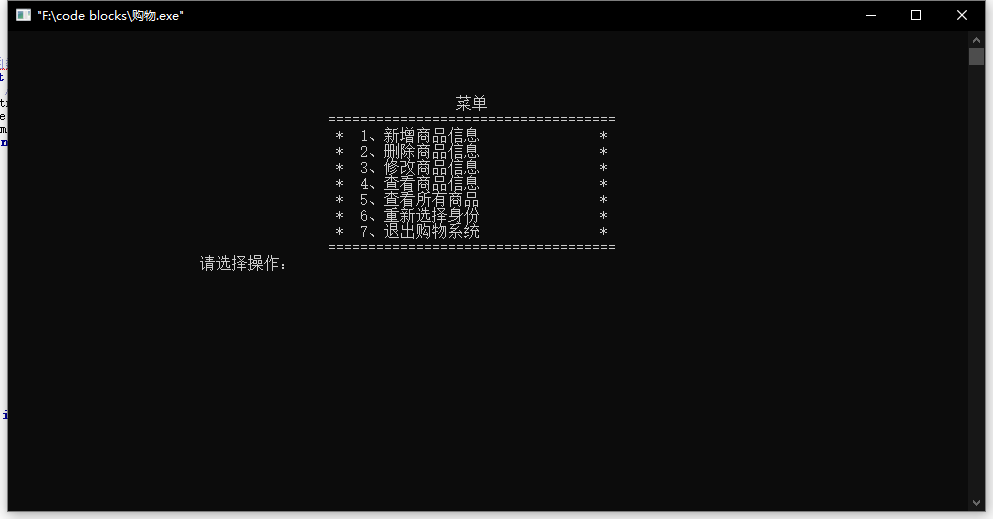 "F:\code blocks\购物.exe"
菜单
====================================
* 1、新增商品信息 *
* 2、删除商品信息 *
* 3、修改商品信息 *
* 4、查看商品信息 *
* 5、查看所有商品 *
* 6、重新选择身份 *
* 7、退出购物系统 *
====================================
请选择操作：